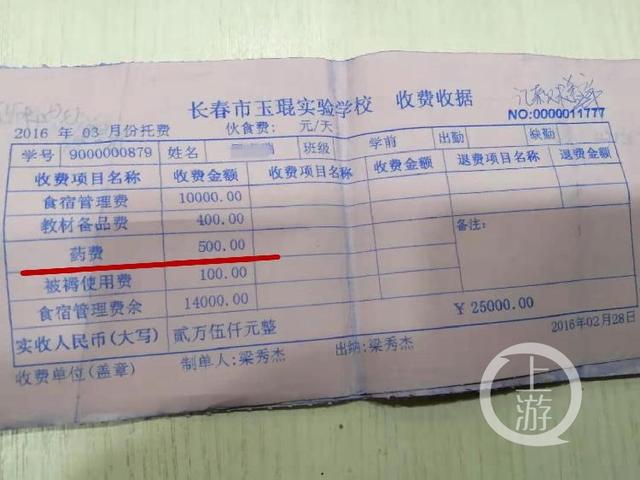 长春市玉琨实验学校 收费收据
NO:0000011777
2016 年 03 月份托费 伙食费: 元/天
学号 9000000879 姓名 班级 学前 出勤 缺勤
收费项目名称 收费金额 收费项目名称 收费金额 退费项目名称 退费金额
食宿管理费 10000.00
教材备品费 400.00
备注:
药费 500.00
被褥使用费 100.00
食宿管理费余 14000.00
¥ 25000.00
实收人民币(大写) 贰万伍仟元整
2016年02月28日
收费单位(盖章) 制单人:梁秀杰 出纳:梁秀杰
上游